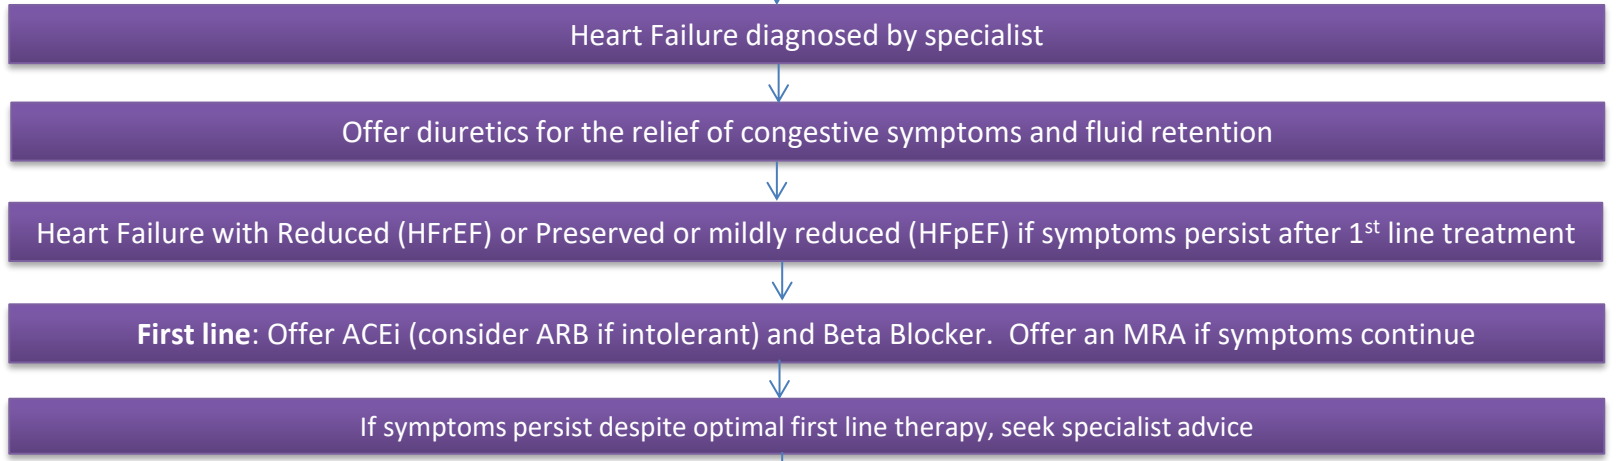 Heart Failure diagnosed by specialist
Offer diuretics for the relief of congestive symptoms and fluid retention
Heart Failure with Reduced (HFrEF) or Preserved or mildly reduced (HFpEF) if symptoms persist after 1st line treatment
First line: Offer ACEi (consider ARB if intolerant) and Beta Blocker.  Offer an MRA if symptoms continue
If symptoms persist despite optimal first line therapy, seek specialist advice